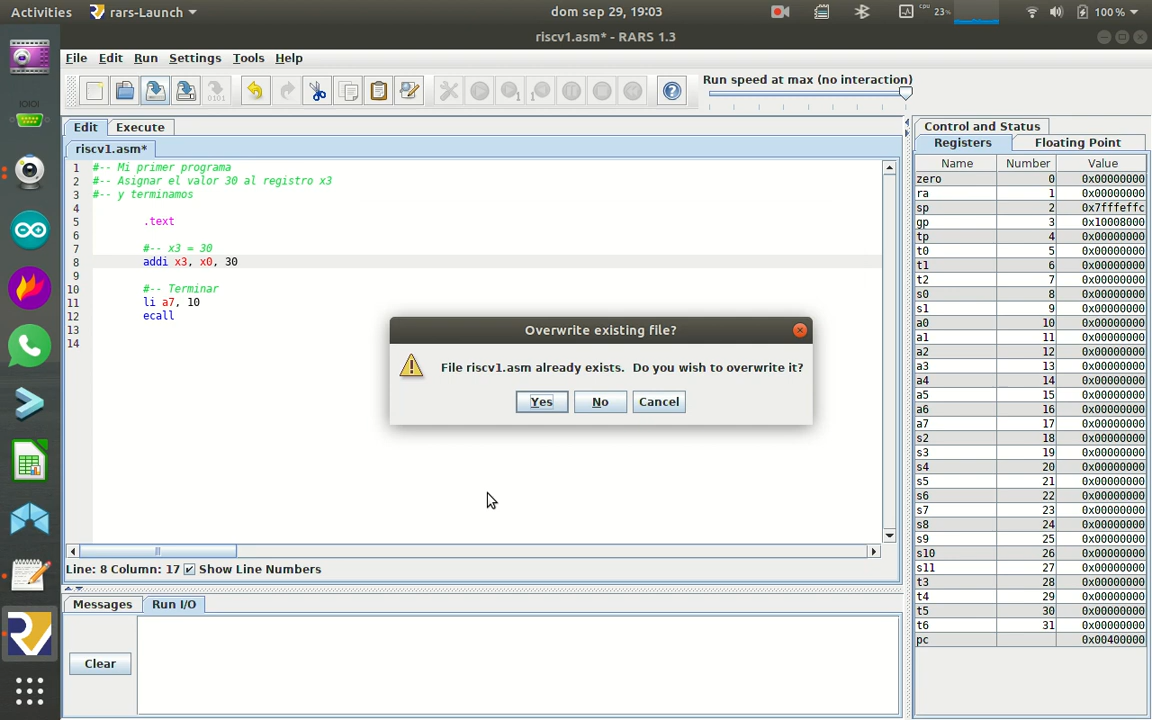 Activities rars-Launch dom sep 29, 19:03 cpu 23% 100%
riscv1.asm* - RARS 1.3
File Edit Run Settings Tools Help
Run speed at max (no interaction)
Edit Execute
riscv1.asm*
1 #-- Mi primer programa
2 #-- Asignar el valor 30 al registro x3
3 #-- y terminamos
4
5 .text
6
7 #-- x3 = 30
8 addi x3, x0, 30
9
10 #-- Terminar
11 li a7, 10
12 ecall
13
14
Overwrite existing file?
File riscv1.asm already exists. Do you wish to overwrite it?
Yes No Cancel
Line: 8 Column: 17 Show Line Numbers
Messages Run I/O
Clear
Control and Status
Registers Floating Point
Name Number Value
zero 0 0x00000000
ra 1 0x00000000
sp 2 0x7fffeffc
gp 3 0x10008000
tp 4 0x00000000
t0 5 0x00000000
t1 6 0x00000000
t2 7 0x00000000
s0 8 0x00000000
s1 9 0x00000000
a0 10 0x00000000
a1 11 0x00000000
a2 12 0x00000000
a3 13 0x00000000
a4 14 0x00000000
a5 15 0x00000000
a6 16 0x00000000
a7 17 0x00000000
s2 18 0x00000000
s3 19 0x00000000
s4 20 0x00000000
s5 21 0x00000000
s6 22 0x00000000
s7 23 0x00000000
s8 24 0x00000000
s9 25 0x00000000
s10 26 0x00000000
s11 27 0x00000000
t3 28 0x00000000
t4 29 0x00000000
t5 30 0x00000000
t6 31 0x00000000
pc 0x00400000